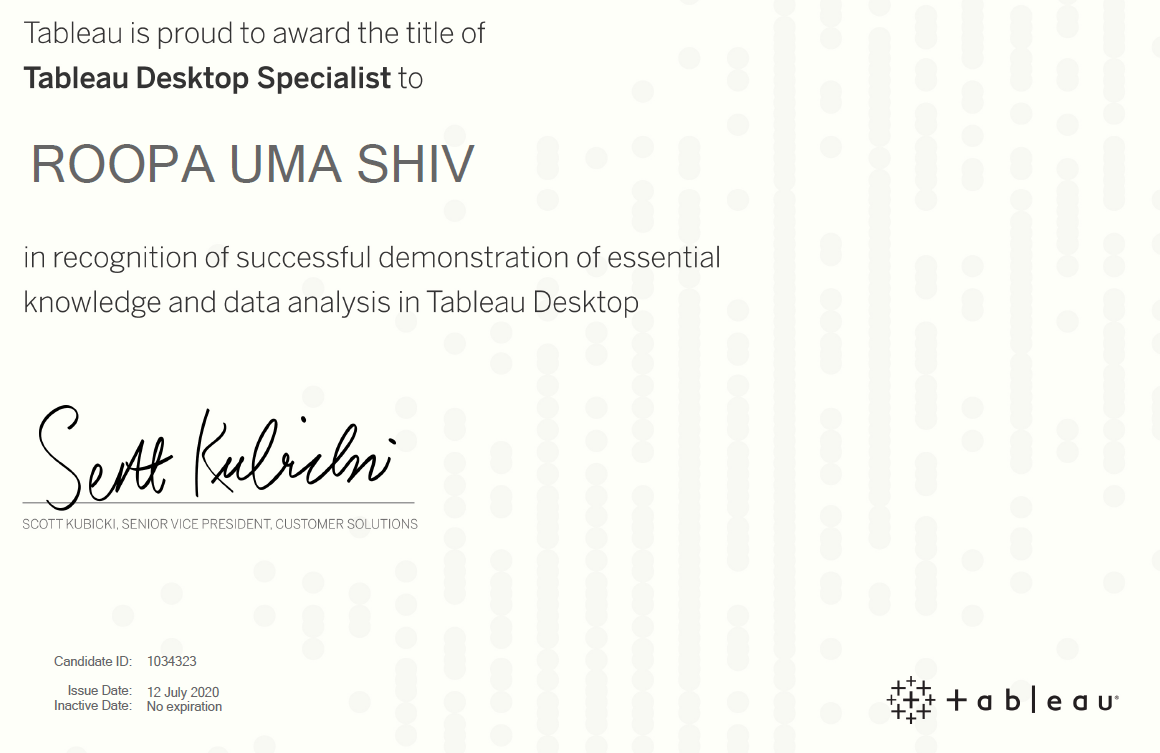 Tableau is proud to award the title of
Tableau Desktop Specialist to
ROOPA UMA SHIV
in recognition of successful demonstration of essential
knowledge and data analysis in Tableau Desktop
Scott Kubicki
SCOTT KUBICKI, SENIOR VICE PRESIDENT, CUSTOMER SOLUTIONS
Candidate ID: 1034323
Issue Date: 12 July 2020
Inactive Date: No expiration
+ableau®